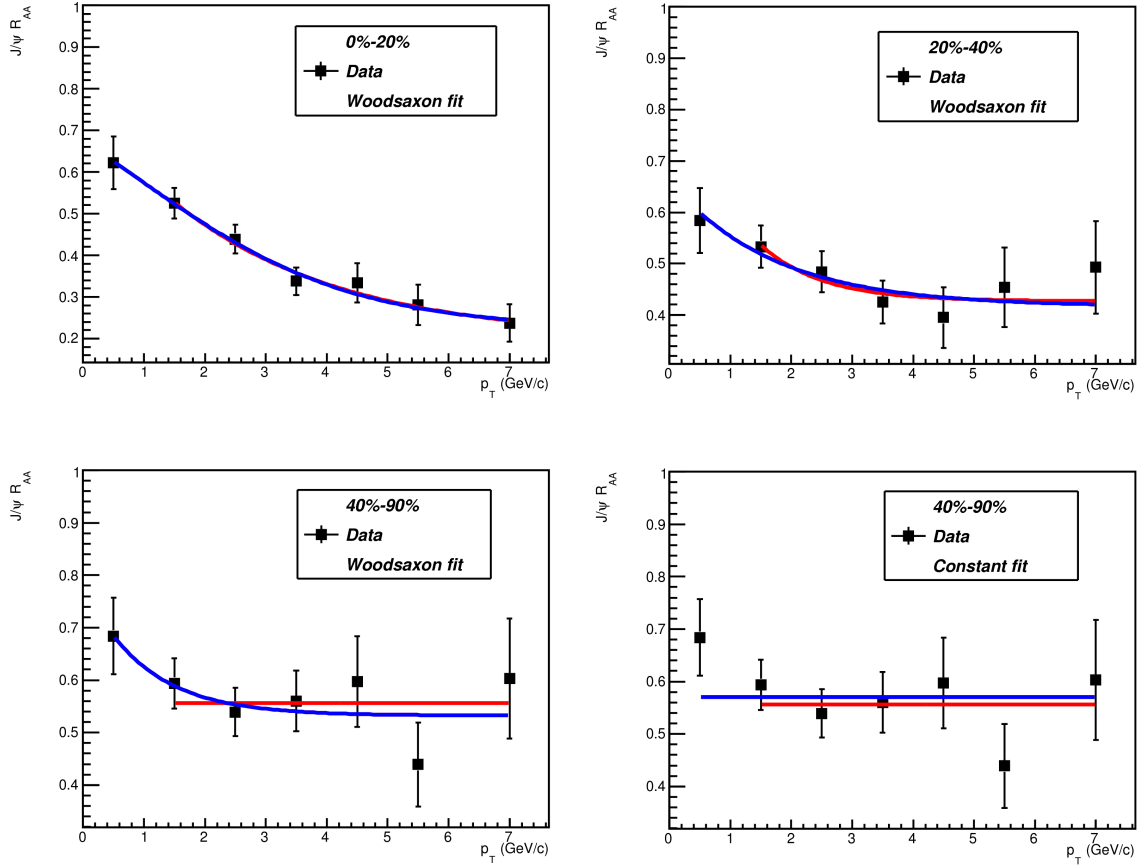 J/ψ R_AA
1
0.9
0.8
0.7
0.6
0.5
0.4
0.3
0.2
0%-20%
Data
Woodsaxon fit
0 1 2 3 4 5 6 7
p_T (GeV/c)
J/ψ R_AA
1
0.9
0.8
0.7
0.6
0.5
0.4
20%-40%
Data
Woodsaxon fit
0 1 2 3 4 5 6 7
p_T (GeV/c)
J/ψ R_AA
1
0.9
0.8
0.7
0.6
0.5
0.4
40%-90%
Data
Woodsaxon fit
0 1 2 3 4 5 6 7
p_T (GeV/c)
J/ψ R_AA
1
0.9
0.8
0.7
0.6
0.5
0.4
40%-90%
Data
Constant fit
0 1 2 3 4 5 6 7
p_T (GeV/c)